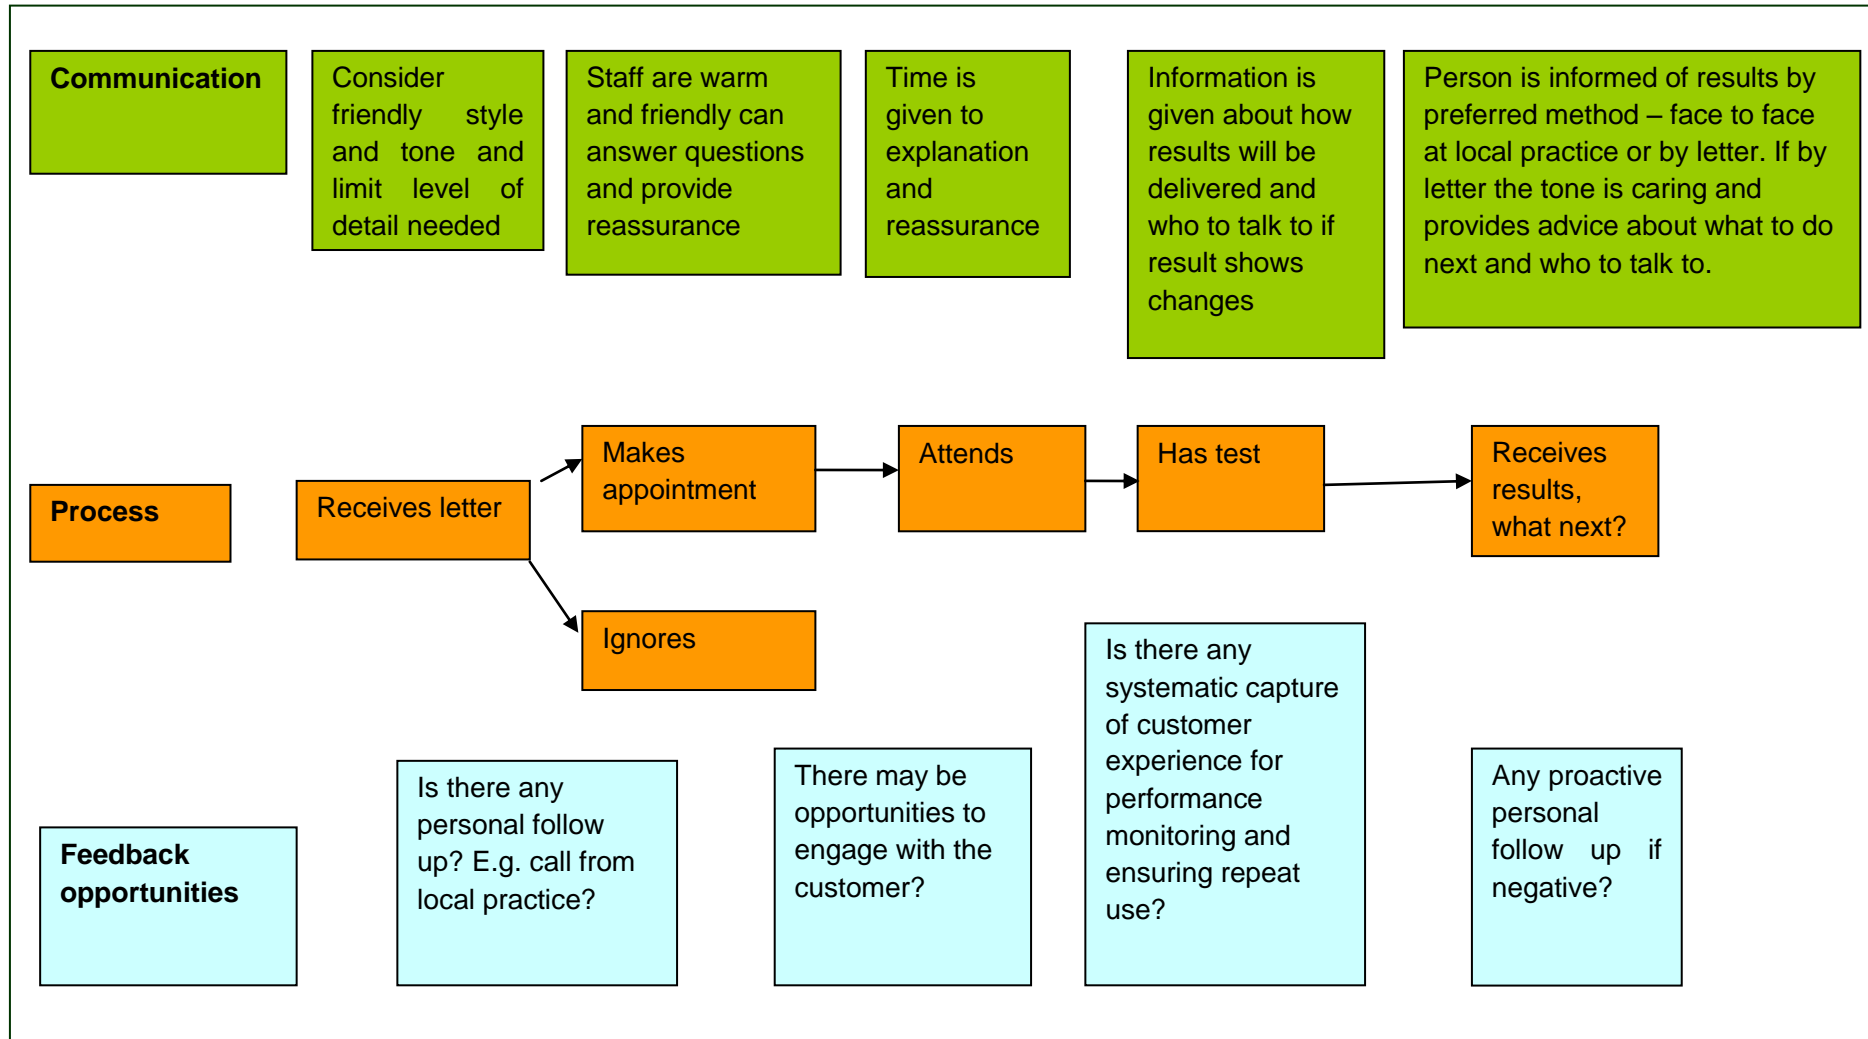 Communication
Consider
friendly style
and tone and
limit level of
detail needed
Staff are warm
and friendly can
answer questions
and provide
reassurance
Time is
given to
explanation
and
reassurance
Information is
given about how
results will be
delivered and
who to talk to if
result shows
changes
Person is informed of results by
preferred method – face to face
at local practice or by letter. If by
letter the tone is caring and
provides advice about what to do
next and who to talk to.
Process
Receives letter
Makes
appointment
Attends
Has test
Receives
results,
what next?
Ignores
Feedback
opportunities
Is there any
personal follow
up? E.g. call from
local practice?
There may be
opportunities to
engage with the
customer?
Is there any
systematic capture
of customer
experience for
performance
monitoring and
ensuring repeat
use?
Any proactive
personal
follow up if
negative?